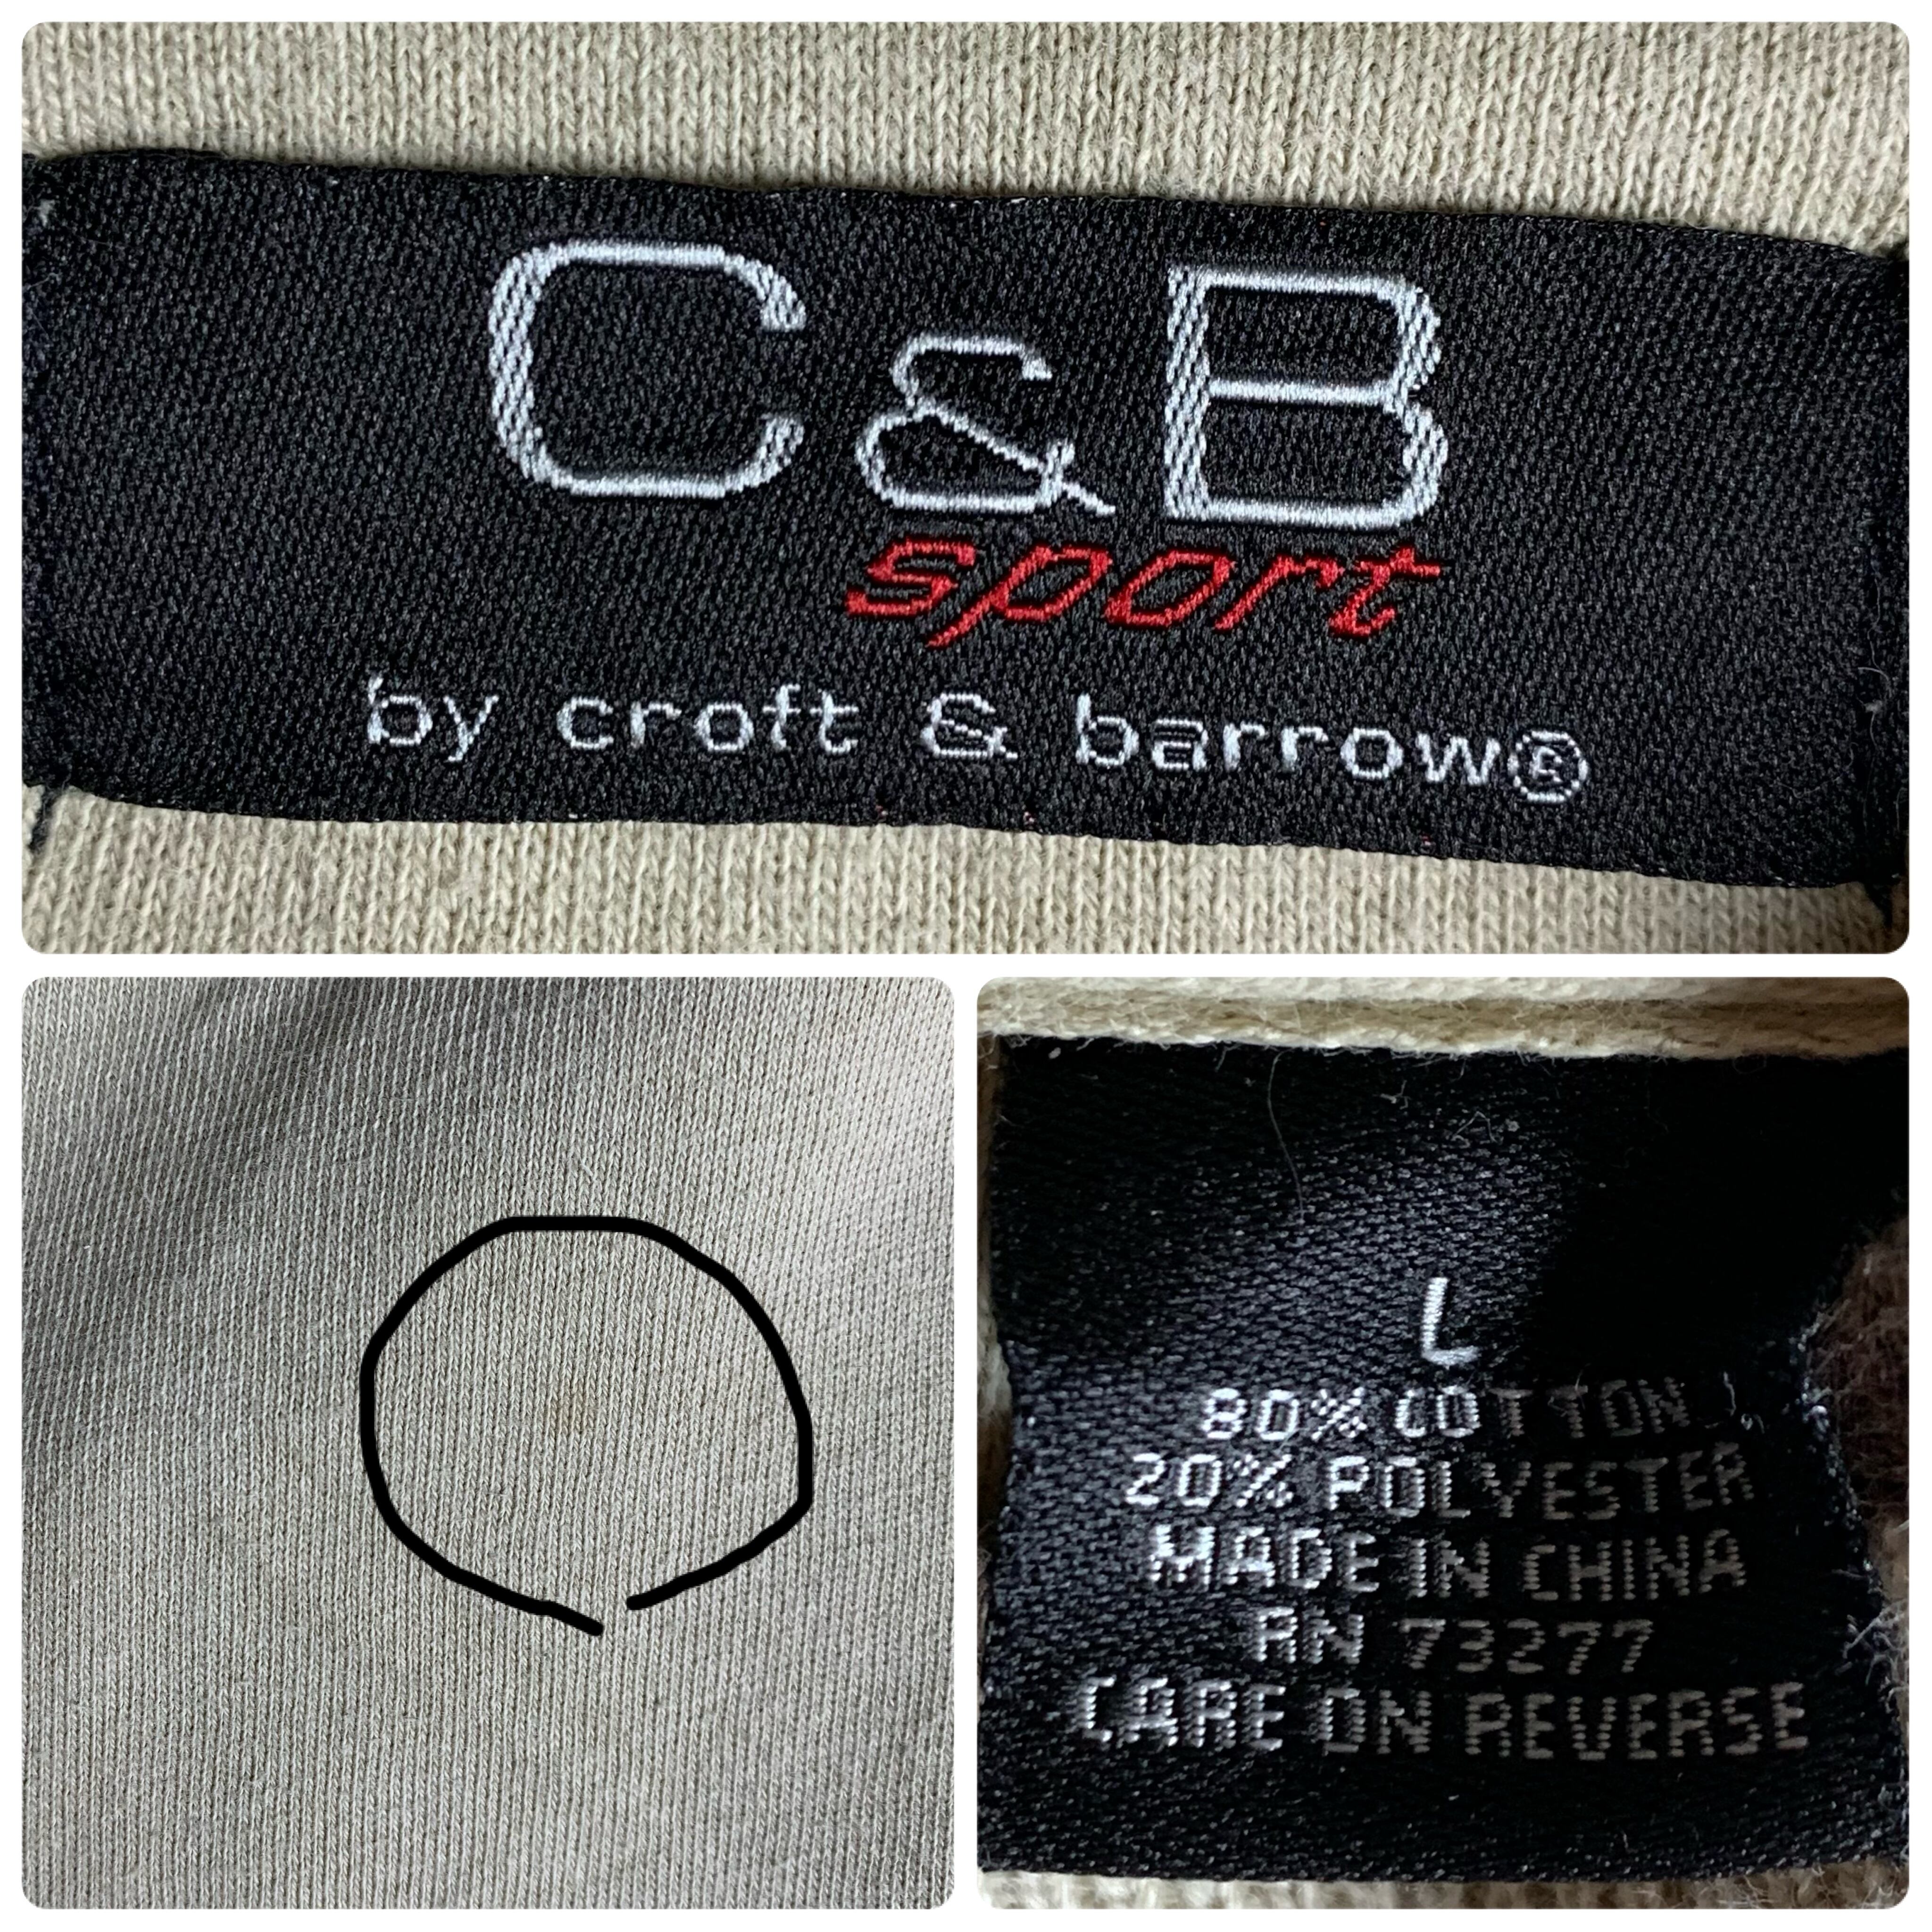 C&B
sport
by croft & barrow®
L
80% COTTON
20% POLYESTER
MADE IN CHINA
RN 73277
CARE ON REVERSE